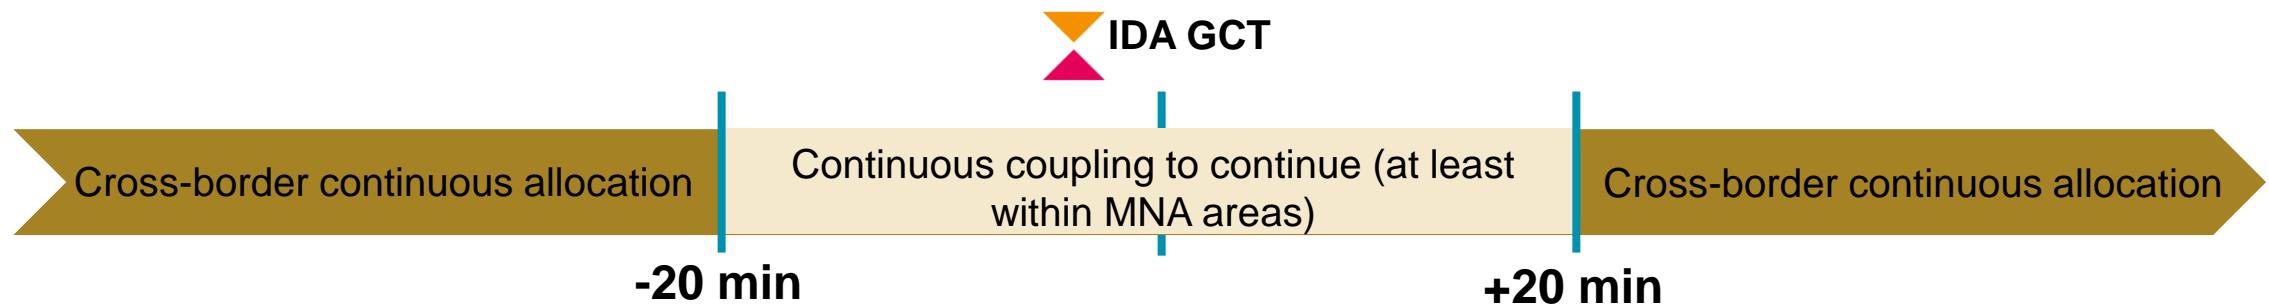 IDA GCT
Cross-border continuous allocation
Continuous coupling to continue (at least
within MNA areas)
Cross-border continuous allocation
-20 min
+20 min